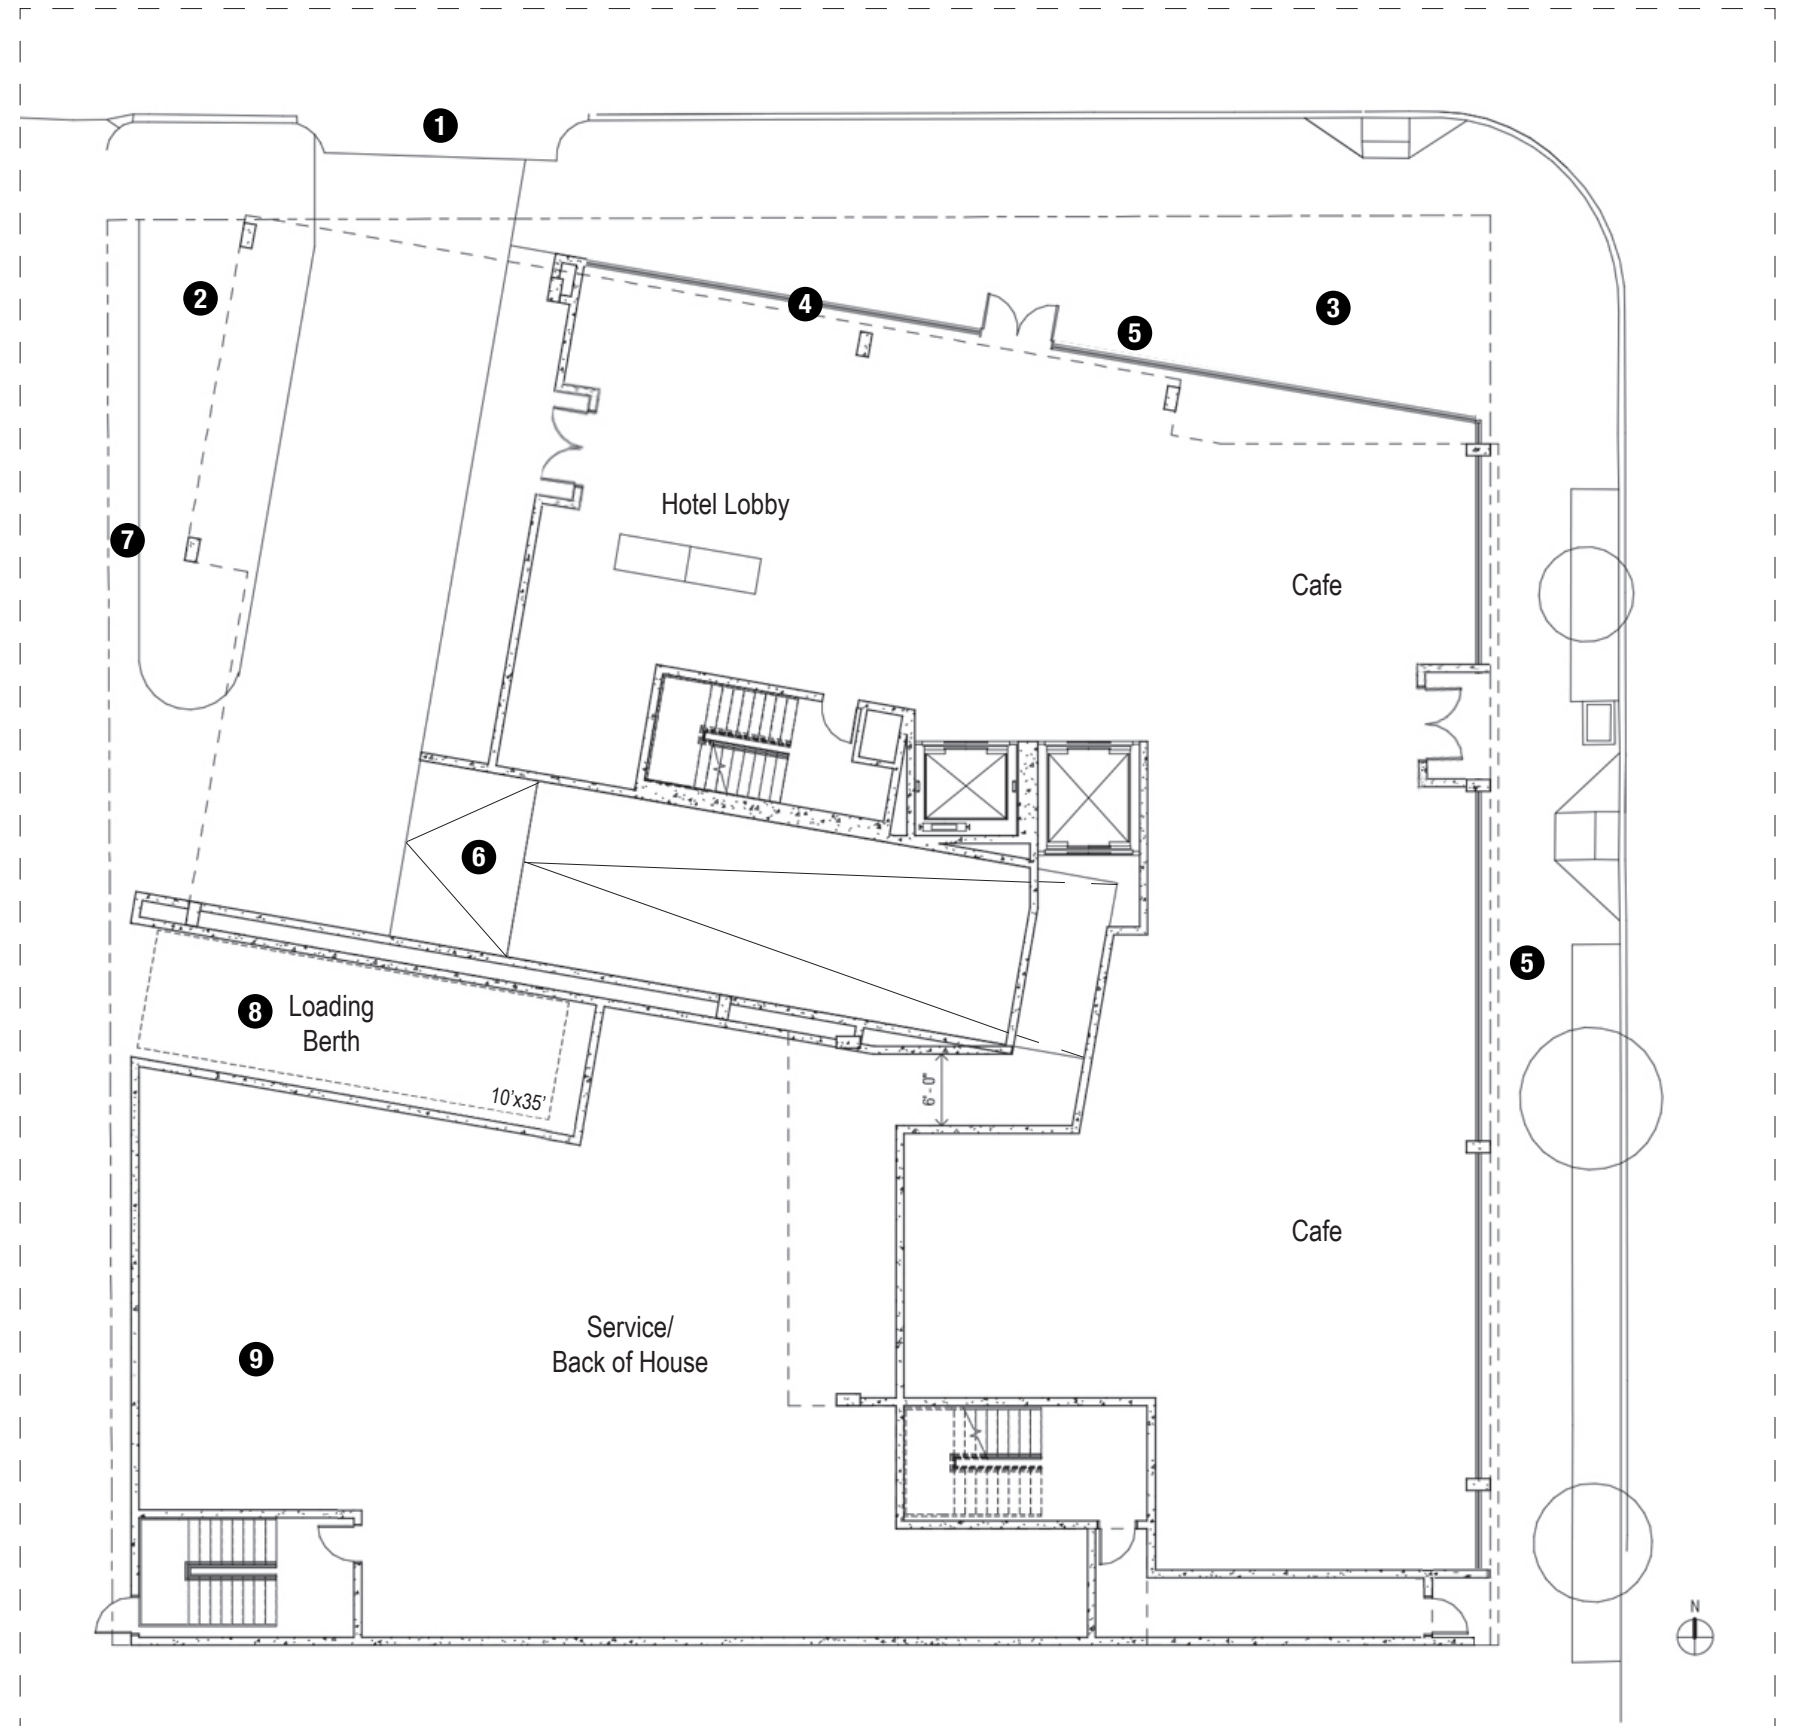 1
2
3
4
5
Hotel Lobby
7
Cafe
6
5
8 Loading
Berth
10'x35'
6' - 0"
Cafe
Service/
Back of House
9
N